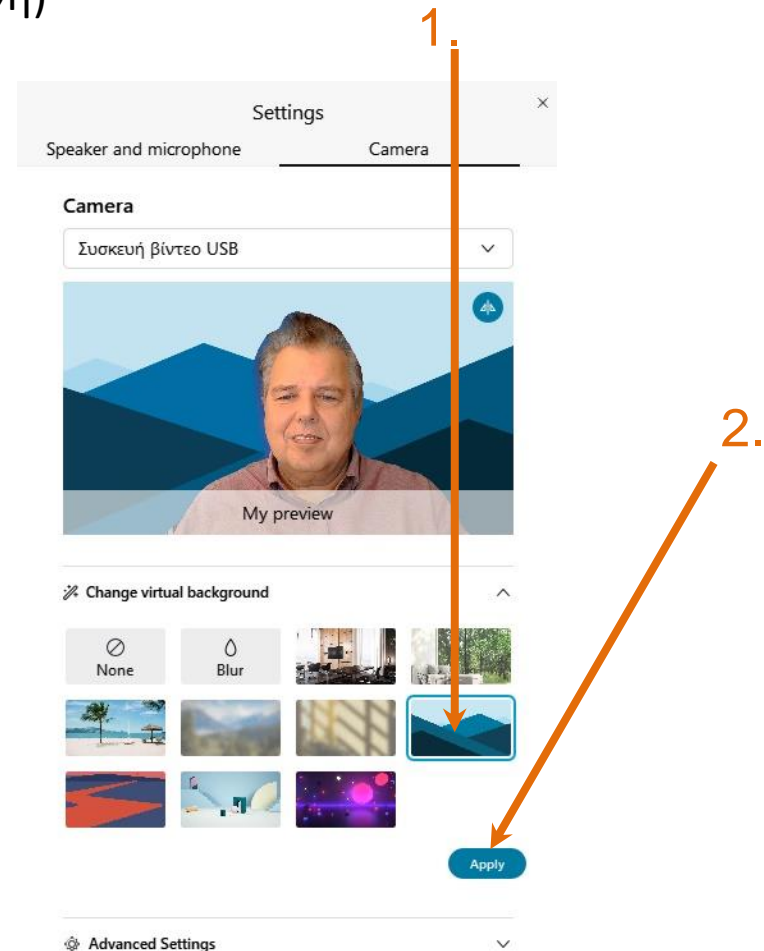 η)
1.
Settings
Speaker and microphone
Camera
Camera
Συσκευή βίντεο USB
My preview
2.
Change virtual background
None
Blur
Apply
Advanced Settings